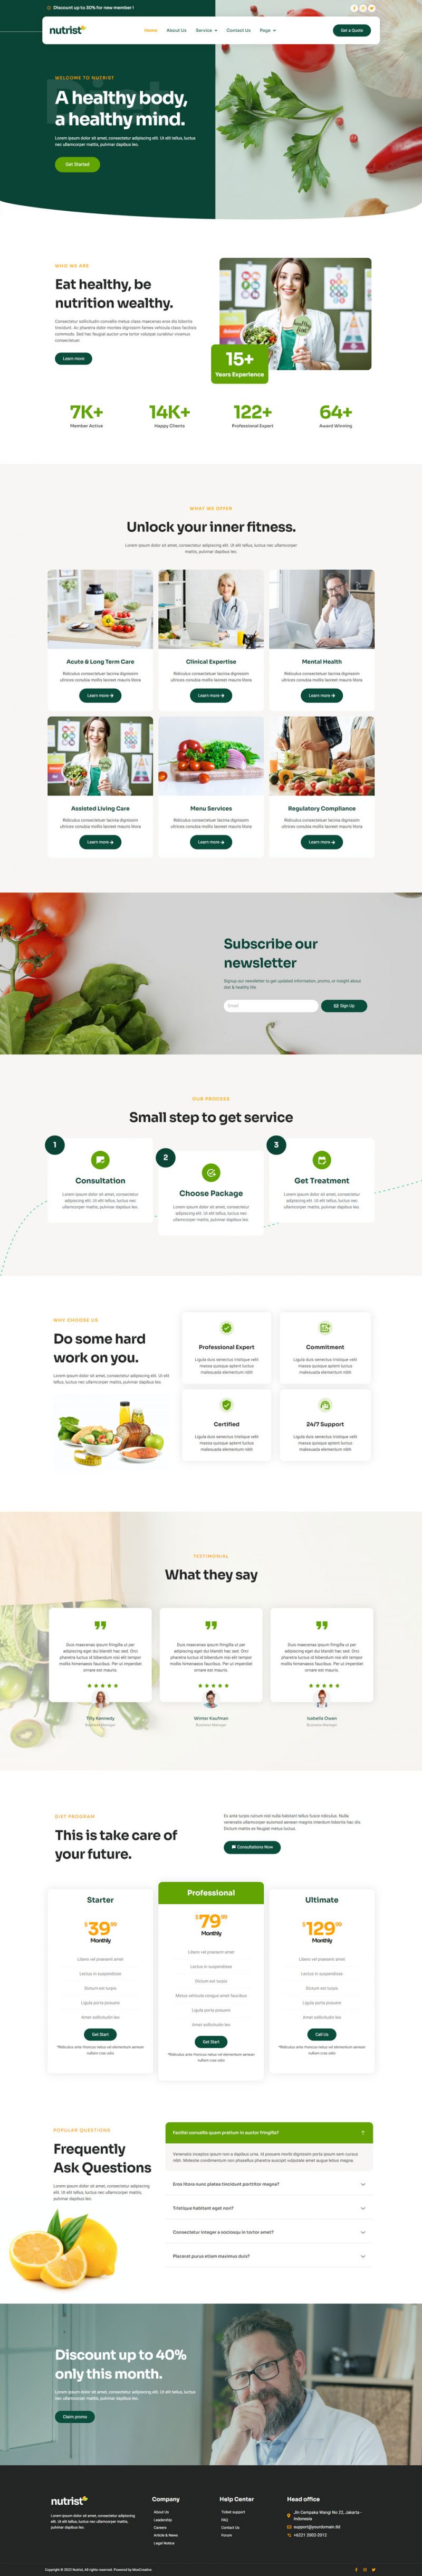 Discount up to 30% for new member !
nutrist
Home About Us Service Contact Us Page
Get a Quote
Diet
WELCOME TO NUTRIST
A healthy body,
a healthy mind.
Lorem ipsum dolor sit amet, consectetur adipiscing elit. Ut elit tellus, luctus
nec ullamcorper mattis, pulvinar dapibus leo.
Get Started
WHO WE ARE
Eat healthy, be
nutrition wealthy.
Consectetur sollicitudin convallis metus class maecenas eros dis lobortis
tincidunt. Ac pharetra dolor montes dignissim fames vehicula class facilisis
commodo. Sed hac feugiat auctor urna tortor volutpat curabitur vivamus
consectetuer.
Learn more
healthy
food
15+
Years Experience
7K+
Member Active
14K+
Happy Clients
122+
Professional Expert
64+
Award Winning
WHAT WE OFFER
Unlock your inner fitness.
Lorem ipsum dolor sit amet, consectetur adipiscing elit. Ut elit tellus, luctus nec ullamcorper
mattis, pulvinar dapibus leo.
Acute & Long Term Care
Ridiculus consectetuer lacinia dignissim
ultrices conubia mollis laoreet mauris litora
Learn more
Clinical Expertise
Ridiculus consectetuer lacinia dignissim
ultrices conubia mollis laoreet mauris litora
Learn more
Mental Health
Ridiculus consectetuer lacinia dignissim
ultrices conubia mollis laoreet mauris litora
Learn more
Assisted Living Care
Ridiculus consectetuer lacinia dignissim
ultrices conubia mollis laoreet mauris litora
Learn more
Menu Services
Ridiculus consectetuer lacinia dignissim
ultrices conubia mollis laoreet mauris litora
Learn more
Regulatory Compliance
Ridiculus consectetuer lacinia dignissim
ultrices conubia mollis laoreet mauris litora
Learn more
Subscribe our
newsletter
Signup our newsletter to get updated information, promo, or insight about
diet & healthy life.
Email
Sign Up
OUR PROCESS
Small step to get service
1
Consultation
Lorem ipsum dolor sit amet, consectetur
adipiscing elit. Ut elit tellus, luctus nec
ullamcorper mattis, pulvinar dapibus leo.
2
Choose Package
Lorem ipsum dolor sit amet, consectetur
adipiscing elit. Ut elit tellus, luctus nec
ullamcorper mattis, pulvinar dapibus leo.
3
Get Treatment
Lorem ipsum dolor sit amet, consectetur
adipiscing elit. Ut elit tellus, luctus nec
ullamcorper mattis, pulvinar dapibus leo.
WHY CHOOSE US
Do some hard
work on you.
Lorem ipsum dolor sit amet, consectetur adipiscing elit. Ut elit
tellus, luctus nec ullamcorper mattis, pulvinar dapibus leo.
Professional Expert
Ligula duis senectus tristique velit
massa quisque aptent luctus
malesuada elementum nibh
Commitment
Ligula duis senectus tristique velit
massa quisque aptent luctus
malesuada elementum nibh
Certified
Ligula duis senectus tristique velit
massa quisque aptent luctus
malesuada elementum nibh
24/7 Support
Ligula duis senectus tristique velit
massa quisque aptent luctus
malesuada elementum nibh
TESTIMONIAL
What they say
Duis maecenas ipsum fringilla ut per
adipiscing eget dui blandit hac sed. Orci
pharetra luctus id bibendum nisi elit tempor
mollis himenaeos faucibus. Per ut imperdiet
ornare est mauris.
Tilly Kennedy
Business Manager
Duis maecenas ipsum fringilla ut per
adipiscing eget dui blandit hac sed. Orci
pharetra luctus id bibendum nisi elit tempor
mollis himenaeos faucibus. Per ut imperdiet
ornare est mauris.
Winter Kaufman
Business Manager
Duis maecenas ipsum fringilla ut per
adipiscing eget dui blandit hac sed. Orci
pharetra luctus id bibendum nisi elit tempor
mollis himenaeos faucibus. Per ut imperdiet
ornare est mauris.
Isabelle Owen
Business Manager
DIET PROGRAM
This is take care of
your future.
Ex ante turpis rutrum nisl nulla habitant tellus fusce ridiculus. Nulla
venenatis ullamcorper euismod aenean magnis interdum lobortis hac dis.
Dictum mattis ex feugiat metus luctus.
Consultations Now
Starter
$39.99
Monthly
Libero vel praesent amet
Lectus in suspendisse
Dictum est turpis
Ligula porta posuere
Amet sollicitudin leo
Get Start
*Ridiculus ante rhoncus netus vel elementum aenean
nullam cras odio
Professional
$79.99
Monthly
Libero vel praesent amet
Lectus in suspendisse
Dictum est turpis
Metus vehicula congue amet faucibus
Ligula porta posuere
Amet sollicitudin leo
Get Start
*Ridiculus ante rhoncus netus vel elementum aenean
nullam cras odio
Ultimate
$129.99
Monthly
Libero vel praesent amet
Lectus in suspendisse
Dictum est turpis
Ligula porta posuere
Amet sollicitudin leo
Call Us
*Ridiculus ante rhoncus netus vel elementum aenean
nullam cras odio
POPULAR QUESTIONS
Frequently
Ask Questions
Lorem ipsum dolor sit amet, consectetur adipiscing
elit. Ut elit tellus, luctus nec ullamcorper mattis,
pulvinar dapibus leo.
Facilisi convallis quam pretium in auctor fringilla?
Venenatis inceptos ipsum non a dapibus urna. Id posuere morbi dignissim porta ipsum sem cursus
nibh. Molestie condimentum non phasellus pharetra suscipit vulputate amet augue letius magna.
Eros litora nunc platea tincidunt porttitor magna?
Tristique habitant eget nori?
Consectetur integer a sociosqu in tortor amet?
Placerat purus etiam maximus duis?
Discount up to 40%
only this month.
Lorem ipsum dolor sit amet, consectetur adipiscing elit. Ut elit tellus, luctus
nec ullamcorper mattis, pulvinar dapibus leo.
Claim promo
nutrist
Lorem ipsum dolor sit amet, consectetur adipiscing
elit. Ut elit tellus, luctus nec ullamcorper mattis,
pulvinar dapibus leo.
Company
About Us
Leadership
Careers
Article & News
Legal Notice
Help Center
Ticket support
FAQ
Contact Us
Forum
Head office
Jln Cempaka Wangi No 22, Jakarta -
Indonesia
support@yourdomain.tld
+6221 2002-2012
Copyright © 2022 Nutrist, All rights reserved. Powered by MoxCreative